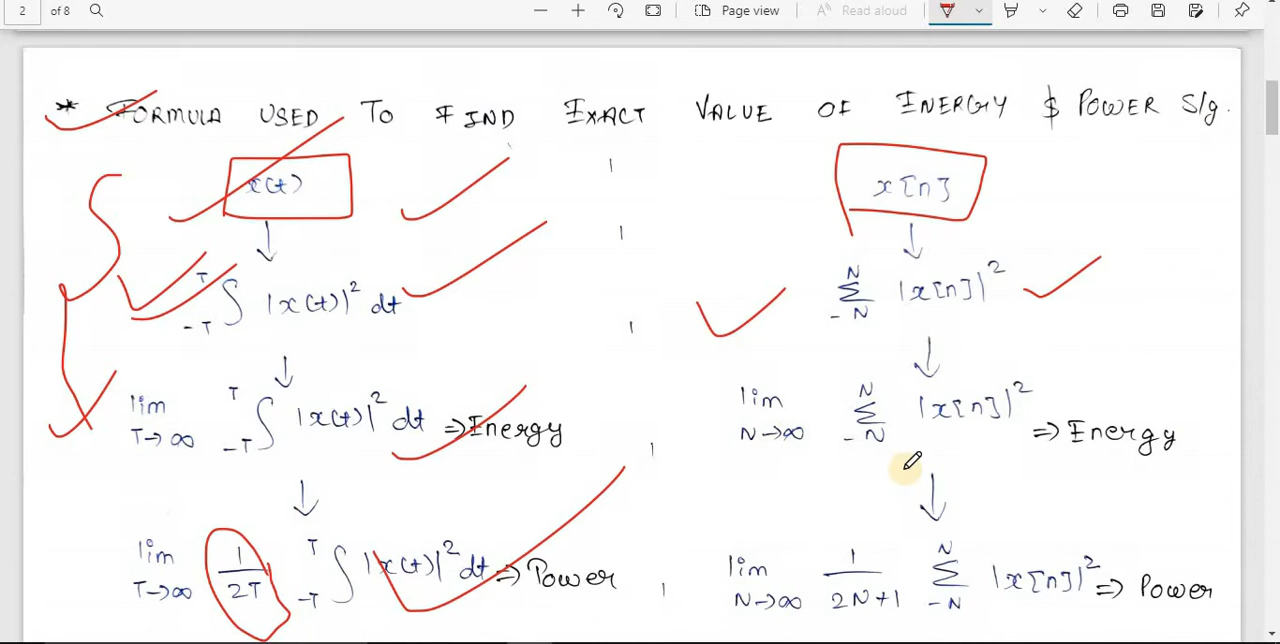 2 of 8 Page view Read aloud
* FORMULA USED TO FIND EXACT VALUE OF ENERGY & POWER S/g.
x(t) x[n]
↓ ↓
T ∫ -T |x(t)|² dt N Σ -N |x[n]|²
↓ ↓
lim T→∞ T ∫ -T |x(t)|² dt ⇒ Energy lim N→∞ N Σ -N |x[n]|² ⇒ Energy
↓ ↓
lim T→∞ 1/2T T ∫ -T |x(t)|² dt ⇒ Power lim N→∞ 1/2N+1 N Σ -N |x[n]|² ⇒ Power